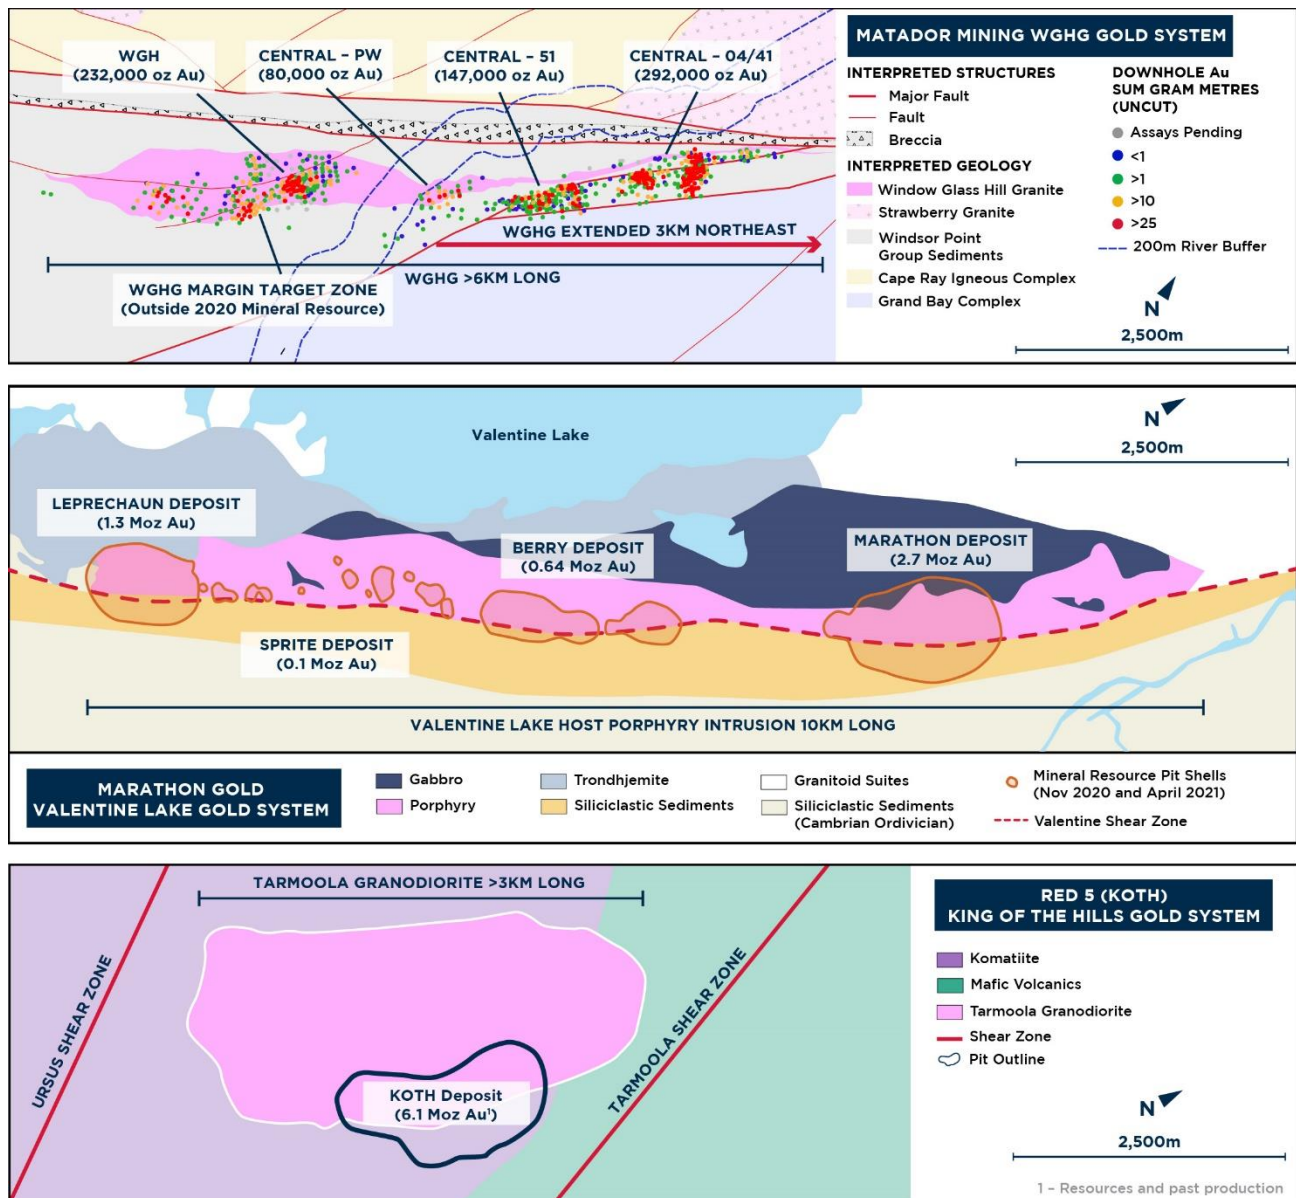 WGH
(232,000 oz Au)
CENTRAL – PW
(80,000 oz Au)
CENTRAL – 51
(147,000 oz Au)
CENTRAL – 04/41
(292,000 oz Au)
WGHG EXTENDED 3KM NORTHEAST
WGHG >6KM LONG
WGHG MARGIN TARGET ZONE
(Outside 2020 Mineral Resource)
MATADOR MINING WGHG GOLD SYSTEM
INTERPRETED STRUCTURES
Major Fault
Fault
Breccia
INTERPRETED GEOLOGY
Window Glass Hill Granite
Strawberry Granite
Windsor Point
Group Sediments
Cape Ray Igneous Complex
Grand Bay Complex
DOWNHOLE Au
SUM GRAM METRES
(UNCUT)
Assays Pending
<1
>1
>10
>25
200m River Buffer
N
2,500m
Valentine Lake
N
2,500m
LEPRECHAUN DEPOSIT
(1.3 Moz Au)
BERRY DEPOSIT
(0.64 Moz Au)
MARATHON DEPOSIT
(2.7 Moz Au)
SPRITE DEPOSIT
(0.1 Moz Au)
VALENTINE LAKE HOST PORPHYRY INTRUSION 10KM LONG
MARATHON GOLD
VALENTINE LAKE GOLD SYSTEM
Gabbro
Porphyry
Trondhjemite
Siliciclastic Sediments
Granitoid Suites
Siliciclastic Sediments
(Cambrian Ordivician)
Mineral Resource Pit Shells
(Nov 2020 and April 2021)
Valentine Shear Zone
TARMOOLA GRANODIORITE >3KM LONG
URSUS SHEAR ZONE
TARMOOLA SHEAR ZONE
KOTH Deposit
(6.1 Moz Au¹)
RED 5 (KOTH)
KING OF THE HILLS GOLD SYSTEM
Komatiite
Mafic Volcanics
Tarmoola Granodiorite
Shear Zone
Pit Outline
N
2,500m
1 – Resources and past production